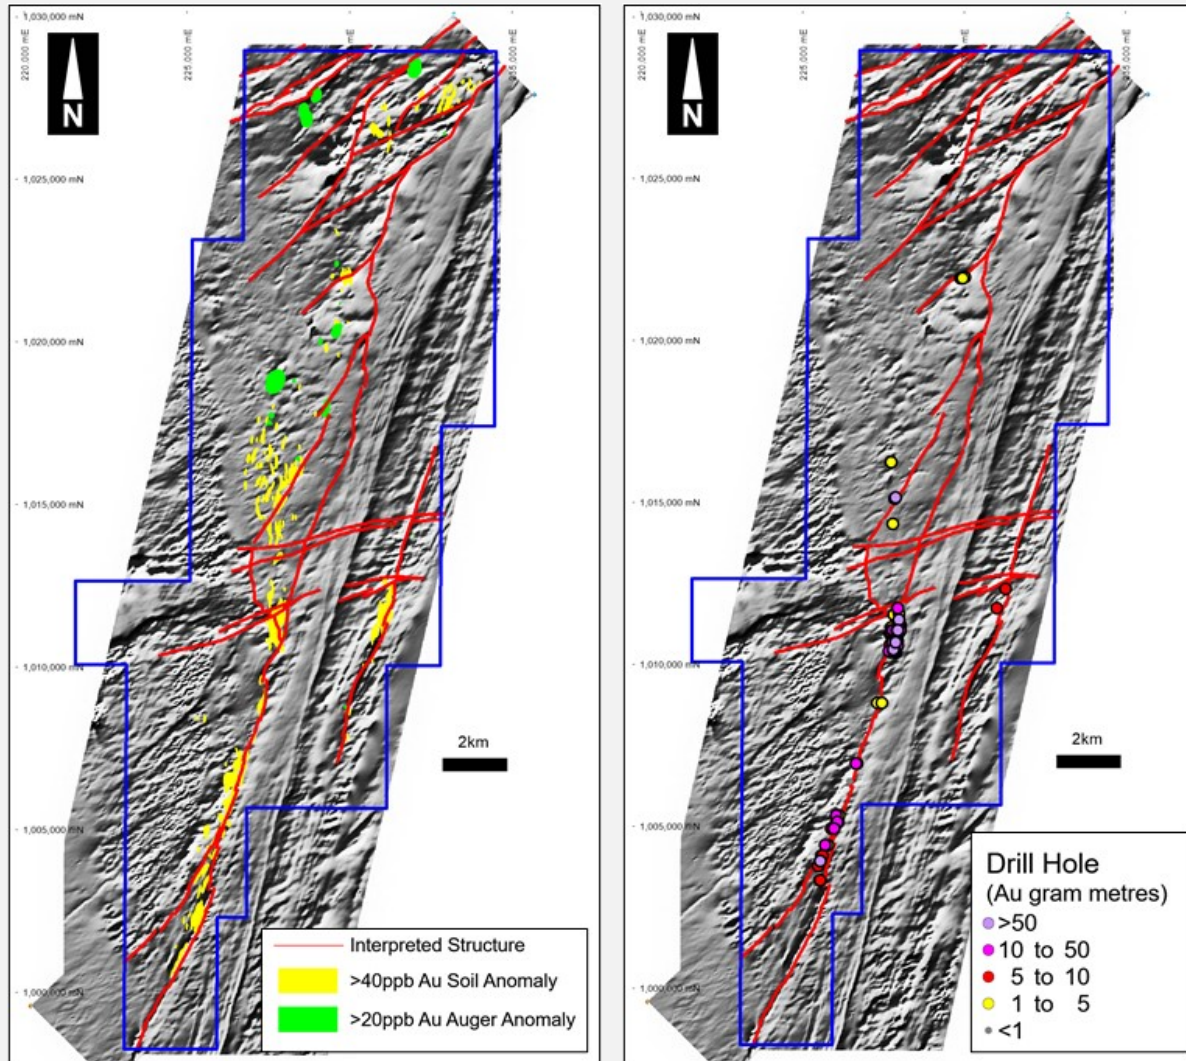 1,030,000 mN
220,000 mE
225,000
mE
N
1,025,000 mN
1,020,000 mN
1,015,000 mN
1,010,000 mN
1,005,000 mN
1,000,000 mN
2km
Interpreted Structure
>40ppb Au Soil Anomaly
>20ppb Au Auger Anomaly
1,030,000 mN
220,000 mE
225,000
mE
N
1,025,000 mN
1,020,000 mN
1,015,000 mN
1,010,000 mN
1,005,000 mN
1,000,000 mN
2km
Drill Hole
(Au gram metres)
>50
10 to 50
5 to 10
1 to 5
<1